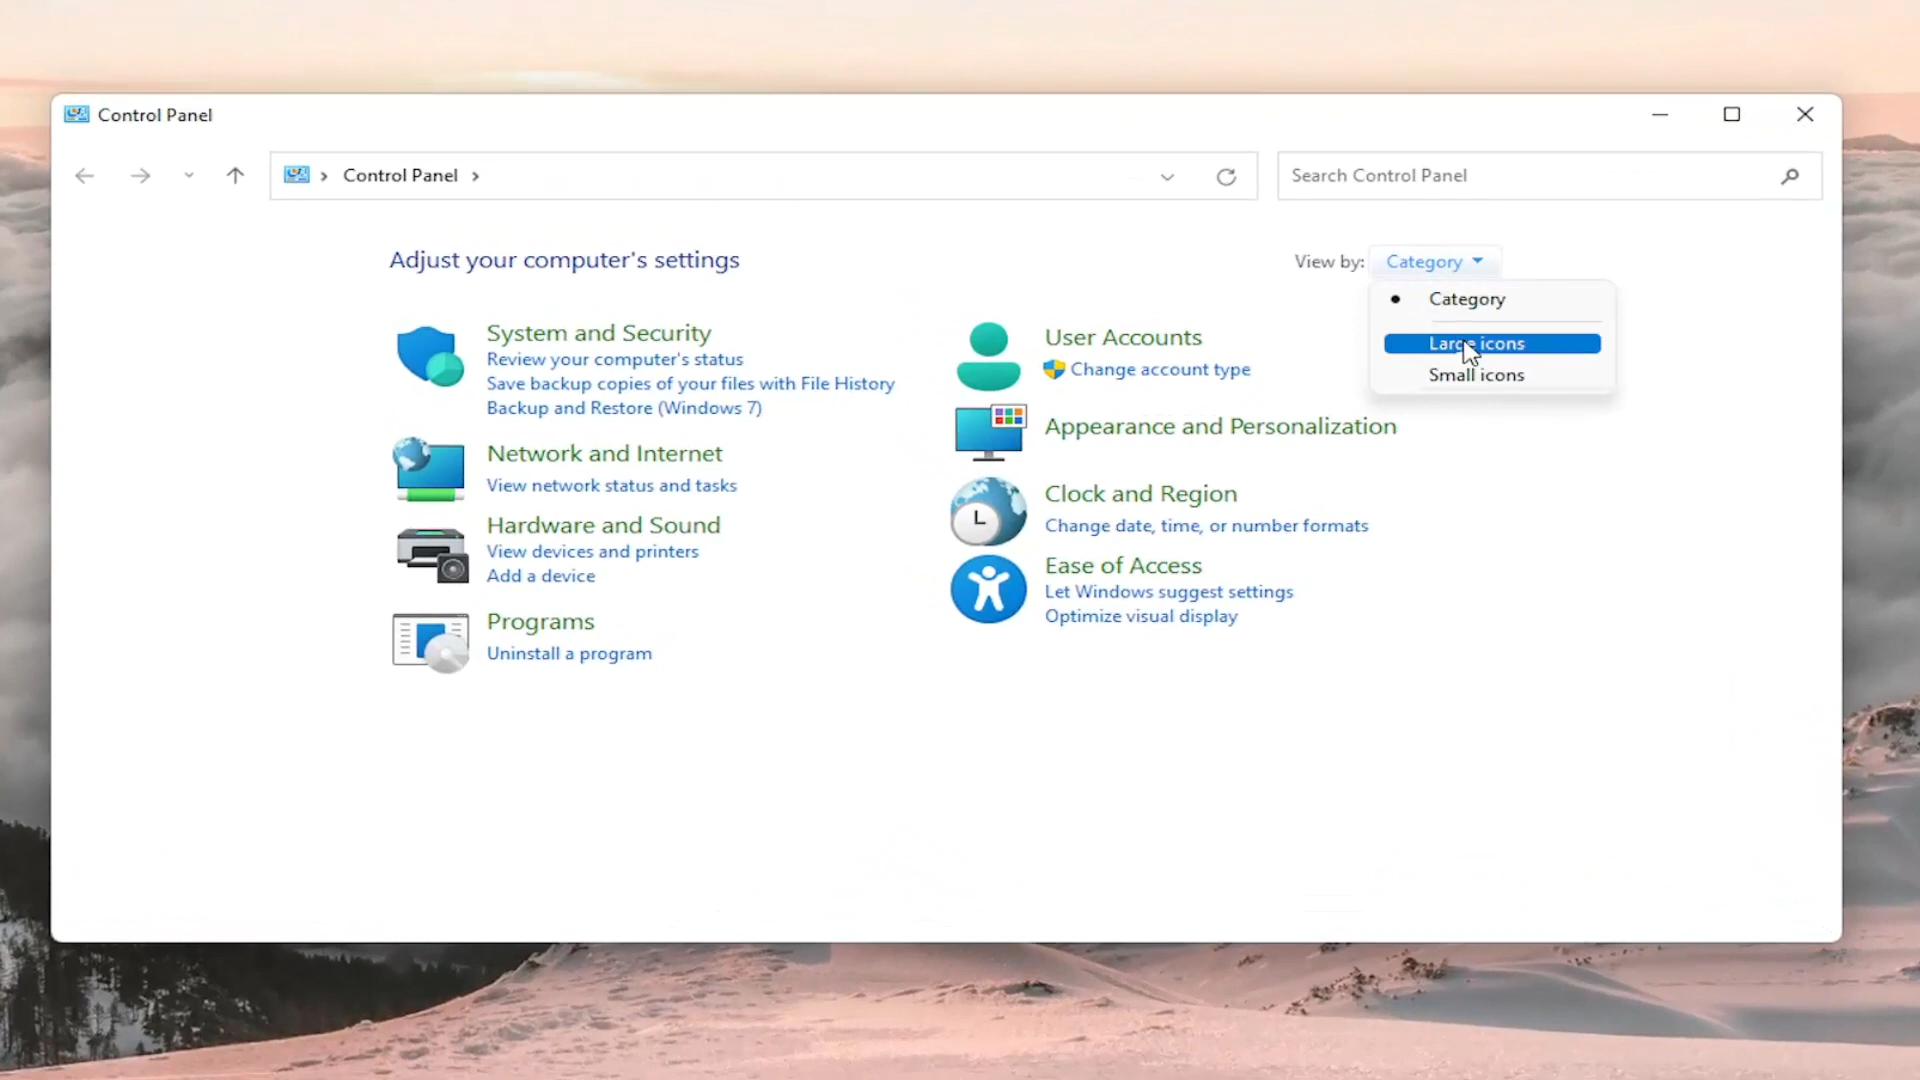 Control Panel
Control Panel
Search Control Panel
Adjust your computer's settings
View by: Category
Category
Large icons
Small icons
System and Security
Review your computer's status
Save backup copies of your files with File History
Backup and Restore (Windows 7)
Network and Internet
View network status and tasks
Hardware and Sound
View devices and printers
Add a device
Programs
Uninstall a program
User Accounts
Change account type
Appearance and Personalization
Clock and Region
Change date, time, or number formats
Ease of Access
Let Windows suggest settings
Optimize visual display